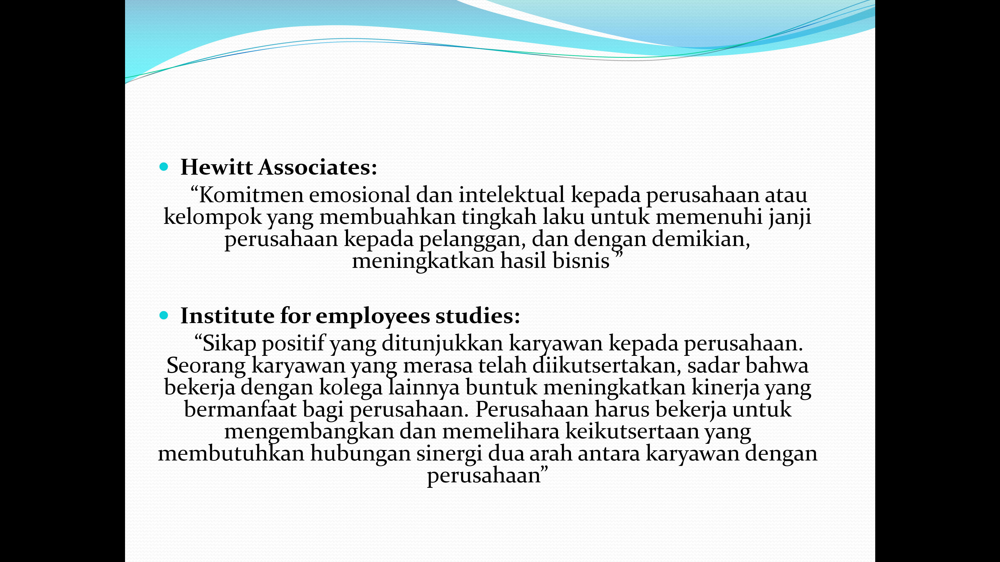 • Hewitt Associates:
“Komitmen emosional dan intelektual kepada perusahaan atau
kelompok yang membuahkan tingkah laku untuk memenuhi janji
perusahaan kepada pelanggan, dan dengan demikian,
meningkatkan hasil bisnis ”
• Institute for employees studies:
“Sikap positif yang ditunjukkan karyawan kepada perusahaan.
Seorang karyawan yang merasa telah diikutsertakan, sadar bahwa
bekerja dengan kolega lainnya buntuk meningkatkan kinerja yang
bermanfaat bagi perusahaan. Perusahaan harus bekerja untuk
mengembangkan dan memelihara keikutsertaan yang
membutuhkan hubungan sinergi dua arah antara karyawan dengan
perusahaan”